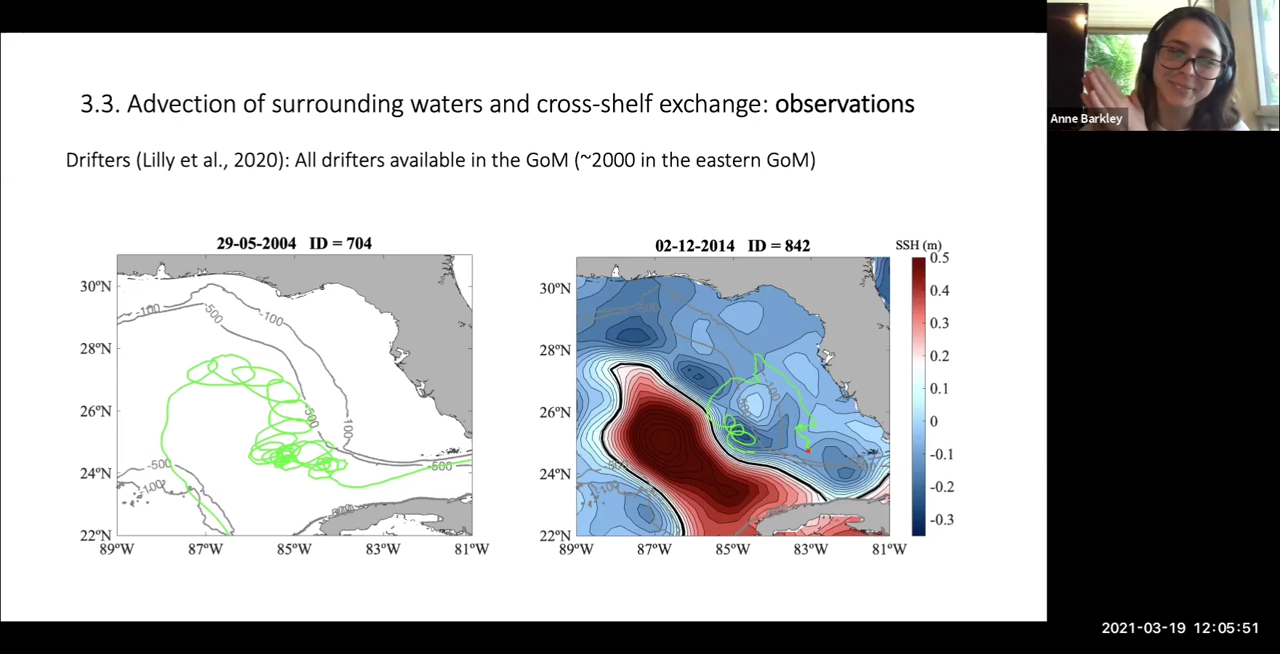 3.3. Advection of surrounding waters and cross-shelf exchange: observations
Drifters (Lilly et al., 2020): All drifters available in the GoM (~2000 in the eastern GoM)
29-05-2004 ID = 704
30ºN
28ºN
26ºN
24ºN
22ºN
89ºW
87ºW
85ºW
83ºW
81ºW
-100
-500
-100
-500
-100
-500
-100
-500
02-12-2014 ID = 842
30ºN
28ºN
26ºN
24ºN
22ºN
89ºW
87ºW
85ºW
83ºW
81ºW
SSH (m)
0.5
0.4
0.3
0.2
0.1
0
-0.1
-0.2
-0.3
Anne Barkley
2021-03-19 12:05:51